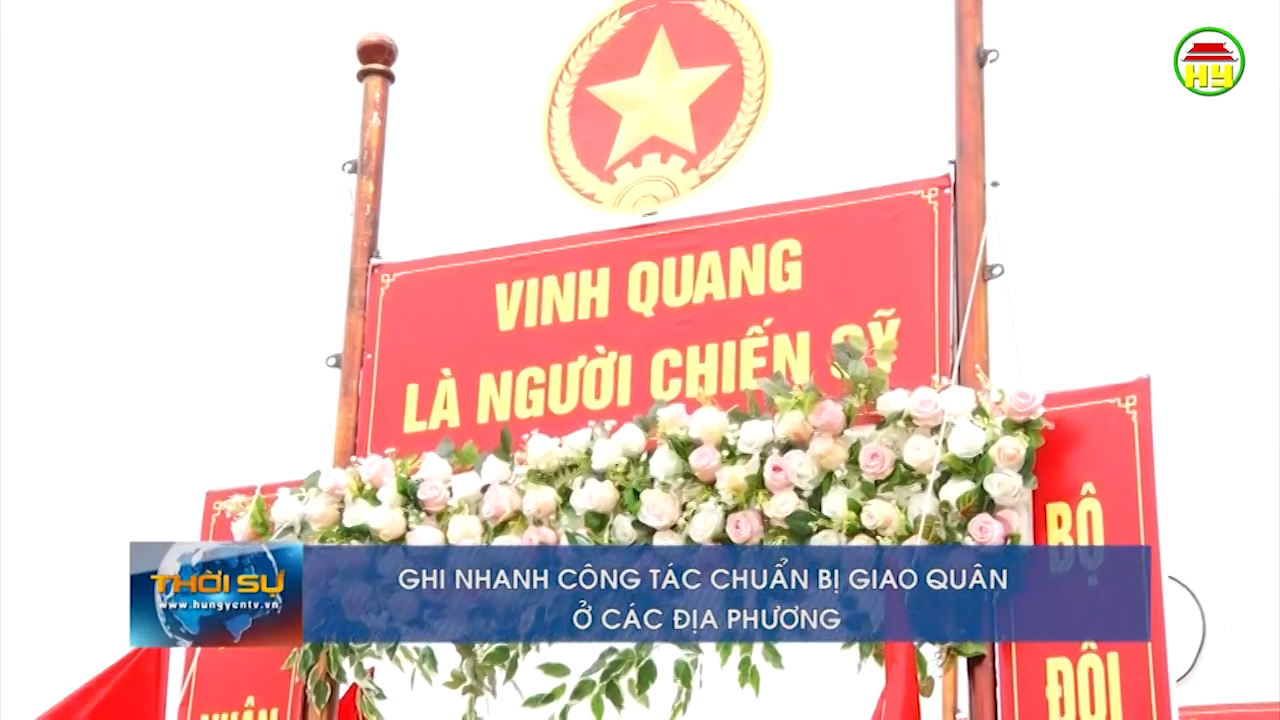 HY
VINH QUANG
LÀ NGƯỜI CHIẾN SỸ
BỘ
ĐỘI
THỜI SỰ
www.hungyentv.vn
GHI NHANH CÔNG TÁC CHUẨN BỊ GIAO QUÂN
Ở CÁC ĐỊA PHƯƠNG